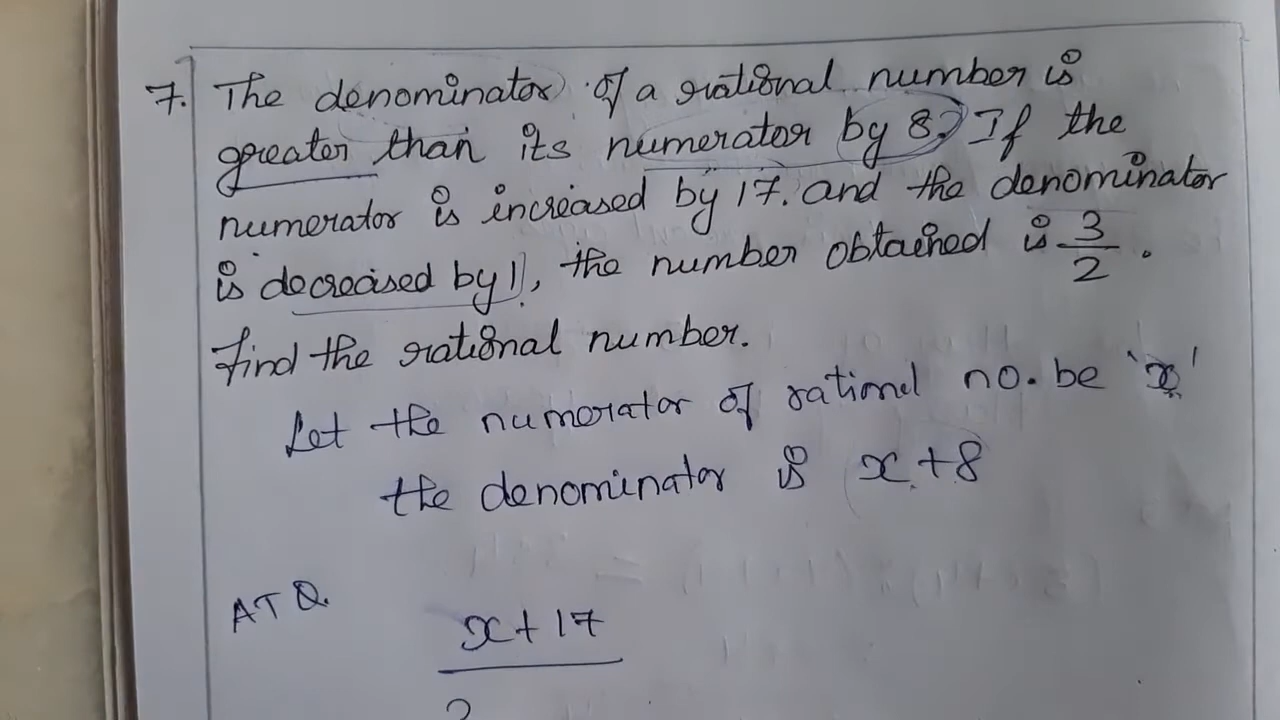 7. The denominator of a rational number is
greater than its numerator by 8. If the
numerator is increased by 17. and the denominator
is decreased by 1, the number obtained is 3/2.
find the rational number.
Let the numerator of rational no. be 'x'
the denominator is x+8
ATQ.
x+17